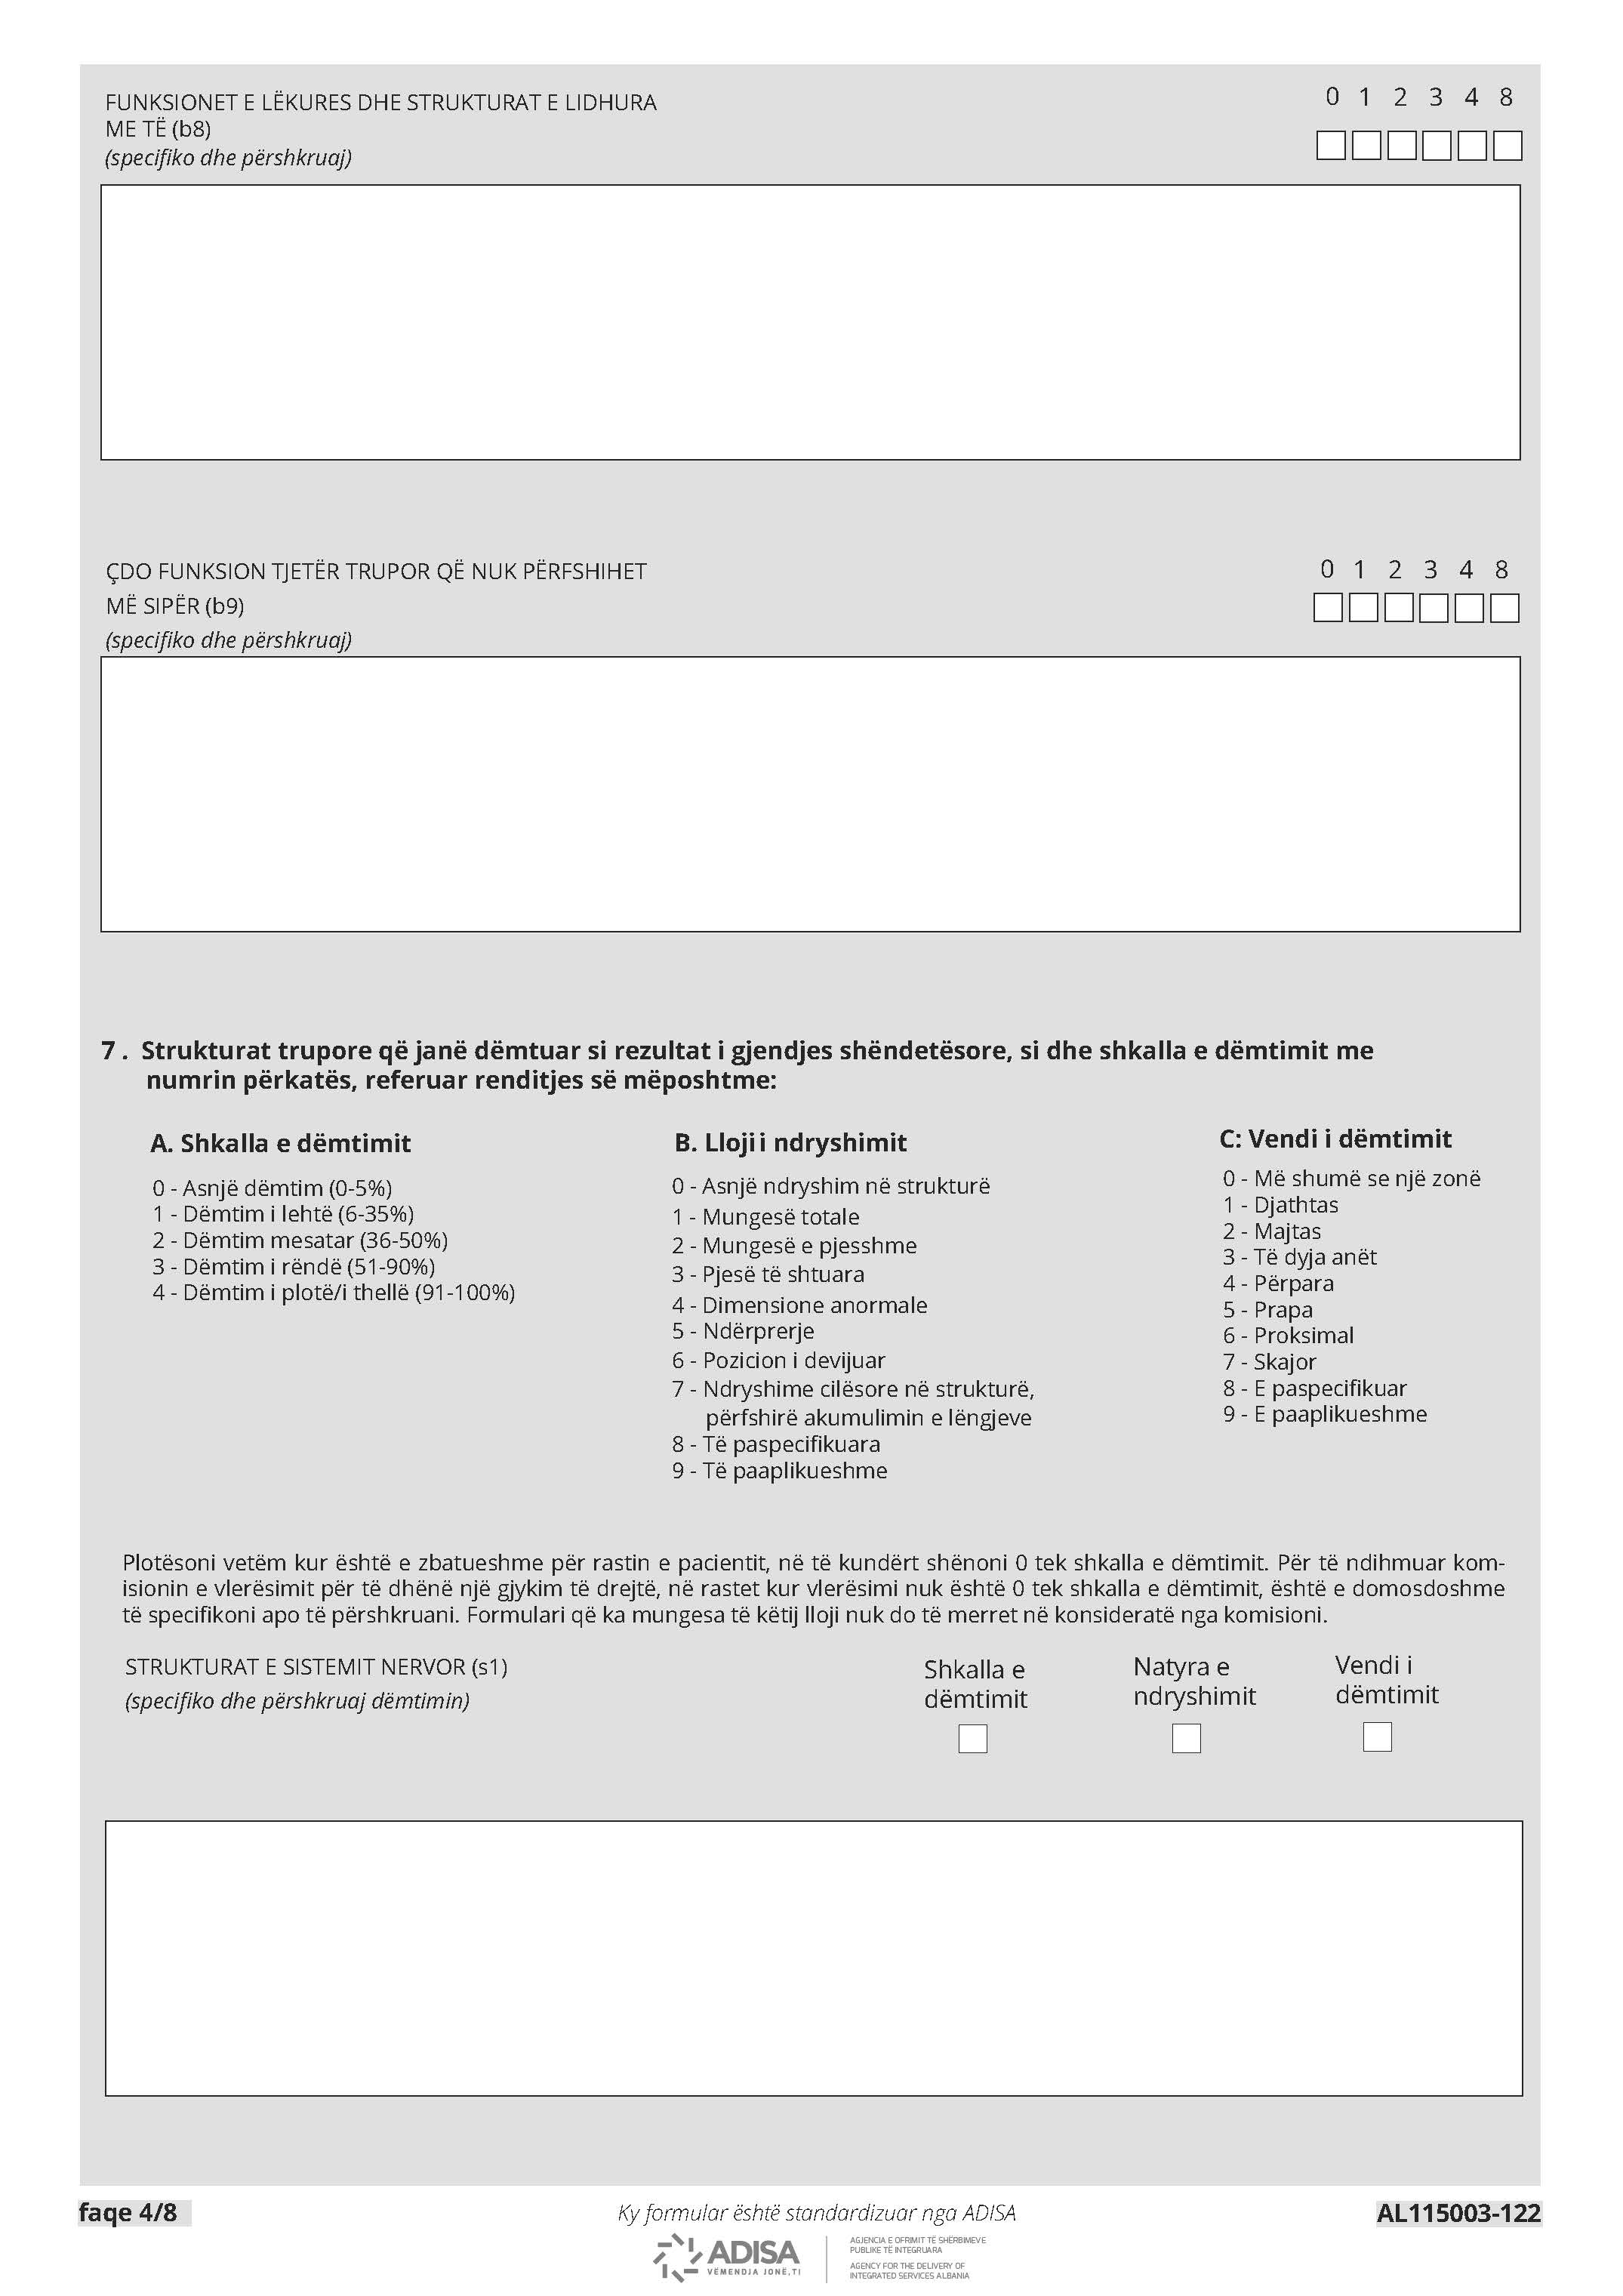 FUNKSIONET E LËKURES DHE STRUKTURAT E LIDHURA
ME TË (b8)
(specifiko dhe përshkruaj)
0 1 2 3 4 8
ÇDO FUNKSION TJETËR TRUPOR QË NUK PËRFSHIHET
MË SIPËR (b9)
(specifiko dhe përshkruaj)
0 1 2 3 4 8
7 . Strukturat trupore që janë dëmtuar si rezultat i gjendjes shëndetësore, si dhe shkalla e dëmtimit me
numrin përkatës, referuar renditjes së mëposhtme:
A. Shkalla e dëmtimit
0 - Asnjë dëmtim (0-5%)
1 - Dëmtim i lehtë (6-35%)
2 - Dëmtim mesatar (36-50%)
3 - Dëmtim i rëndë (51-90%)
4 - Dëmtim i plotë/i thellë (91-100%)
B. Lloji i ndryshimit
0 - Asnjë ndryshim në strukturë
1 - Mungesë totale
2 - Mungesë e pjesshme
3 - Pjesë të shtuara
4 - Dimensione anormale
5 - Ndërprerje
6 - Pozicion i devijuar
7 - Ndryshime cilësore në strukturë,
përfshirë akumulimin e lëngjeve
8 - Të paspecifikuara
9 - Të paaplikueshme
C: Vendi i dëmtimit
0 - Më shumë se një zonë
1 - Djathtas
2 - Majtas
3 - Të dyja anët
4 - Përpara
5 - Prapa
6 - Proksimal
7 - Skajor
8 - E paspecifikuar
9 - E paaplikueshme
Plotësoni vetëm kur është e zbatueshme për rastin e pacientit, në të kundërt shënoni 0 tek shkalla e dëmtimit. Për të ndihmuar kom-
isionin e vlerësimit për të dhënë një gjykim të drejtë, në rastet kur vlerësimi nuk është 0 tek shkalla e dëmtimit, është e domosdoshme
të specifikoni apo të përshkruani. Formulari që ka mungesa të këtij lloji nuk do të merret në konsideratë nga komisioni.
STRUKTURAT E SISTEMIT NERVOR (s1)
(specifiko dhe përshkruaj dëmtimin)
Shkalla e
dëmtimit
Natyra e
ndryshimit
Vendi i
dëmtimit
faqe 4/8
Ky formular është standardizuar nga ADISA
AL115003-122
ADISA
VËMENDJA JONË, TI
AGJENCIA E OFRIMIT TË SHËRBIMEVE
PUBLIKE TË INTEGRUARA
AGENCY FOR THE DELIVERY OF
INTEGRATED SERVICES ALBANIA